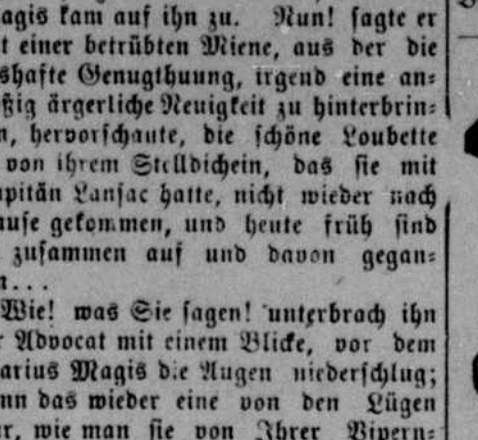 agis kam auf ihn zu. Nun! sagte er
t einer betrübten Miene, aus der die
shafte Genugthuung, irgend eine an=
ßig ärgerliche Neuigkeit zu hinterbrin=
n, hervorschaute, die schöne Loubette
von ihrem Stelldichein, das sie mit
pitän Lansac hatte, nicht wieder nach
ause gekommen, und heute früh sind
zusammen auf und davon gegan=
n...
Wie! was Sie sagen! unterbrach ihn
r Advocat mit einem Blicke, vor dem
arius Magis die Augen niederschlug;
nn das wieder eine von den Lügen
r, wie man sie von Ihrer Vipern=